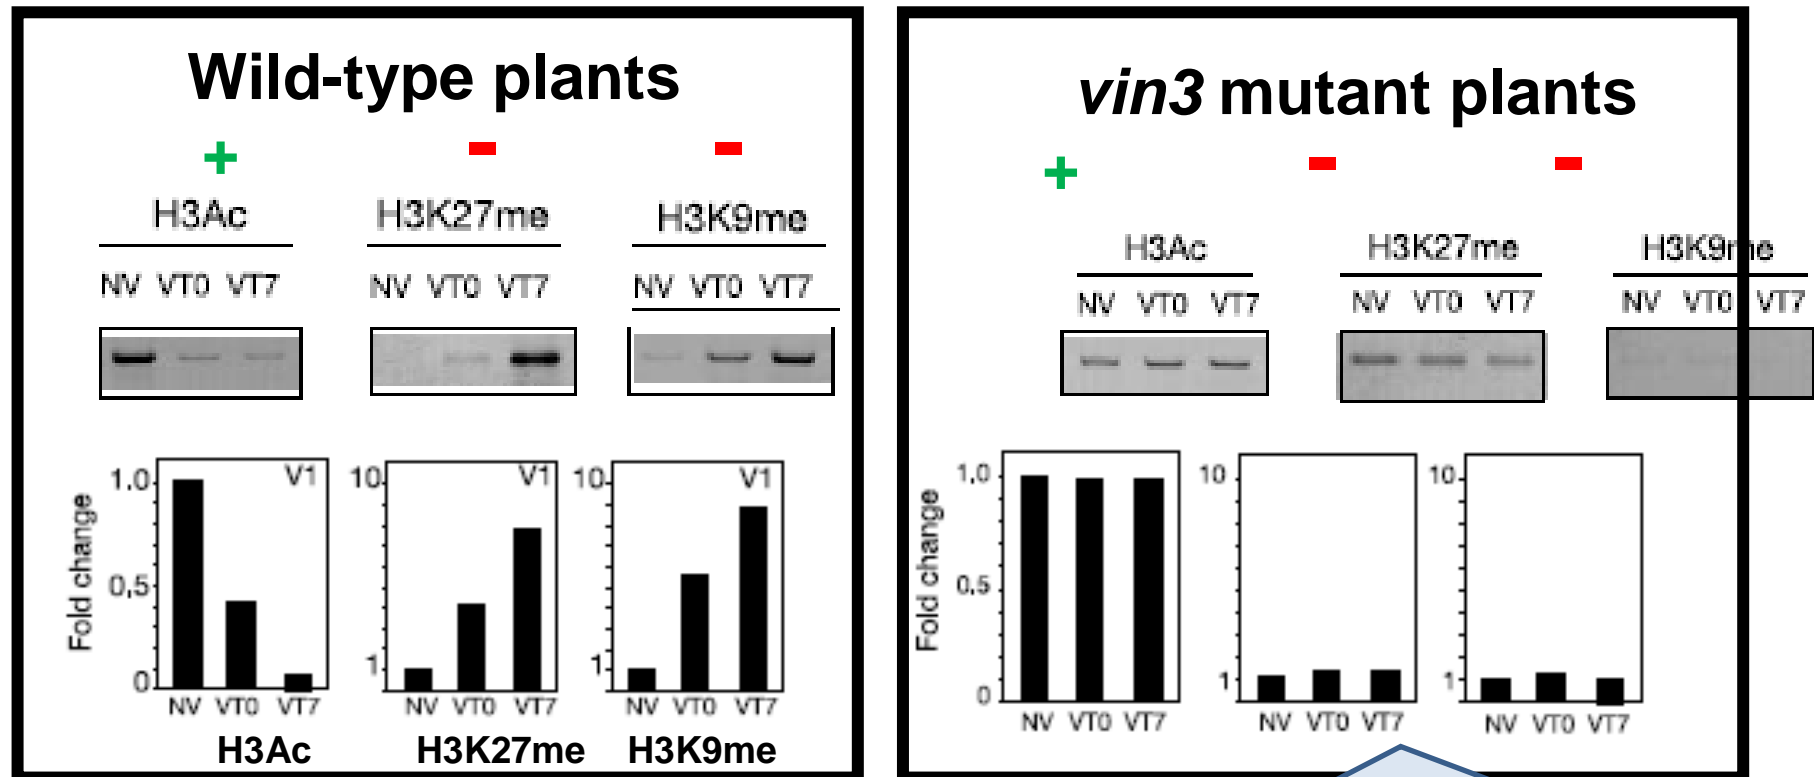 Wild-type plants
+ - -
H3Ac H3K27me H3K9me
NV VT0 VT7 NV VT0 VT7 NV VT0 VT7
Fold change
1.0 V1
0.5
0
NV VT0 VT7
10 V1
1
NV VT0 VT7
10 V1
1
NV VT0 VT7
H3Ac H3K27me H3K9me
vin3 mutant plants
+ - -
H3Ac H3K27me H3K9me
NV VT0 VT7 NV VT0 VT7 NV VT0 VT7
Fold change
1.0
0.5
0
NV VT0 VT7
10
1
NV VT0 VT7
10
1
NV VT0 VT7